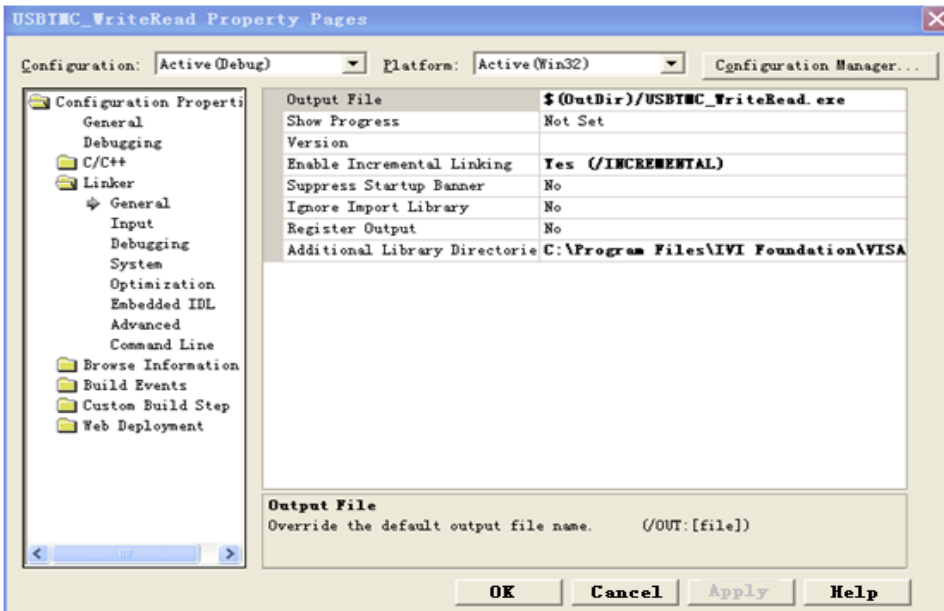 USBTMC_WriteRead Property Pages
Configuration: Active(Debug) Platform: Active(Win32) Configuration Manager...
Configuration Properti
General
Debugging
C/C++
Linker
General
Input
Debugging
System
Optimization
Embedded IDL
Advanced
Command Line
Browse Information
Build Events
Custom Build Step
Web Deployment
Output File $(OutDir)/USBTMC_WriteRead.exe
Show Progress Not Set
Version
Enable Incremental Linking Yes (/INCREMENTAL)
Suppress Startup Banner No
Ignore Import Library No
Register Output No
Additional Library Directorie C:\Program Files\IVI Foundation\VISA
Output File
Override the default output file name. (/OUT:[file])
OK Cancel Apply Help